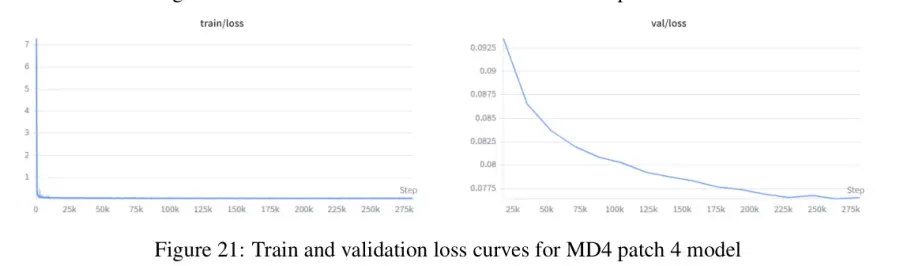 train/loss
7
6
5
4
3
2
1
Step
0 25k 50k 75k 100k 125k 150k 175k 200k 225k 250k 275k
val/loss
0.0925
0.09
0.0875
0.085
0.0825
0.08
0.0775
Step
25k 50k 75k 100k 125k 150k 175k 200k 225k 250k 275k
Figure 21: Train and validation loss curves for MD4 patch 4 model